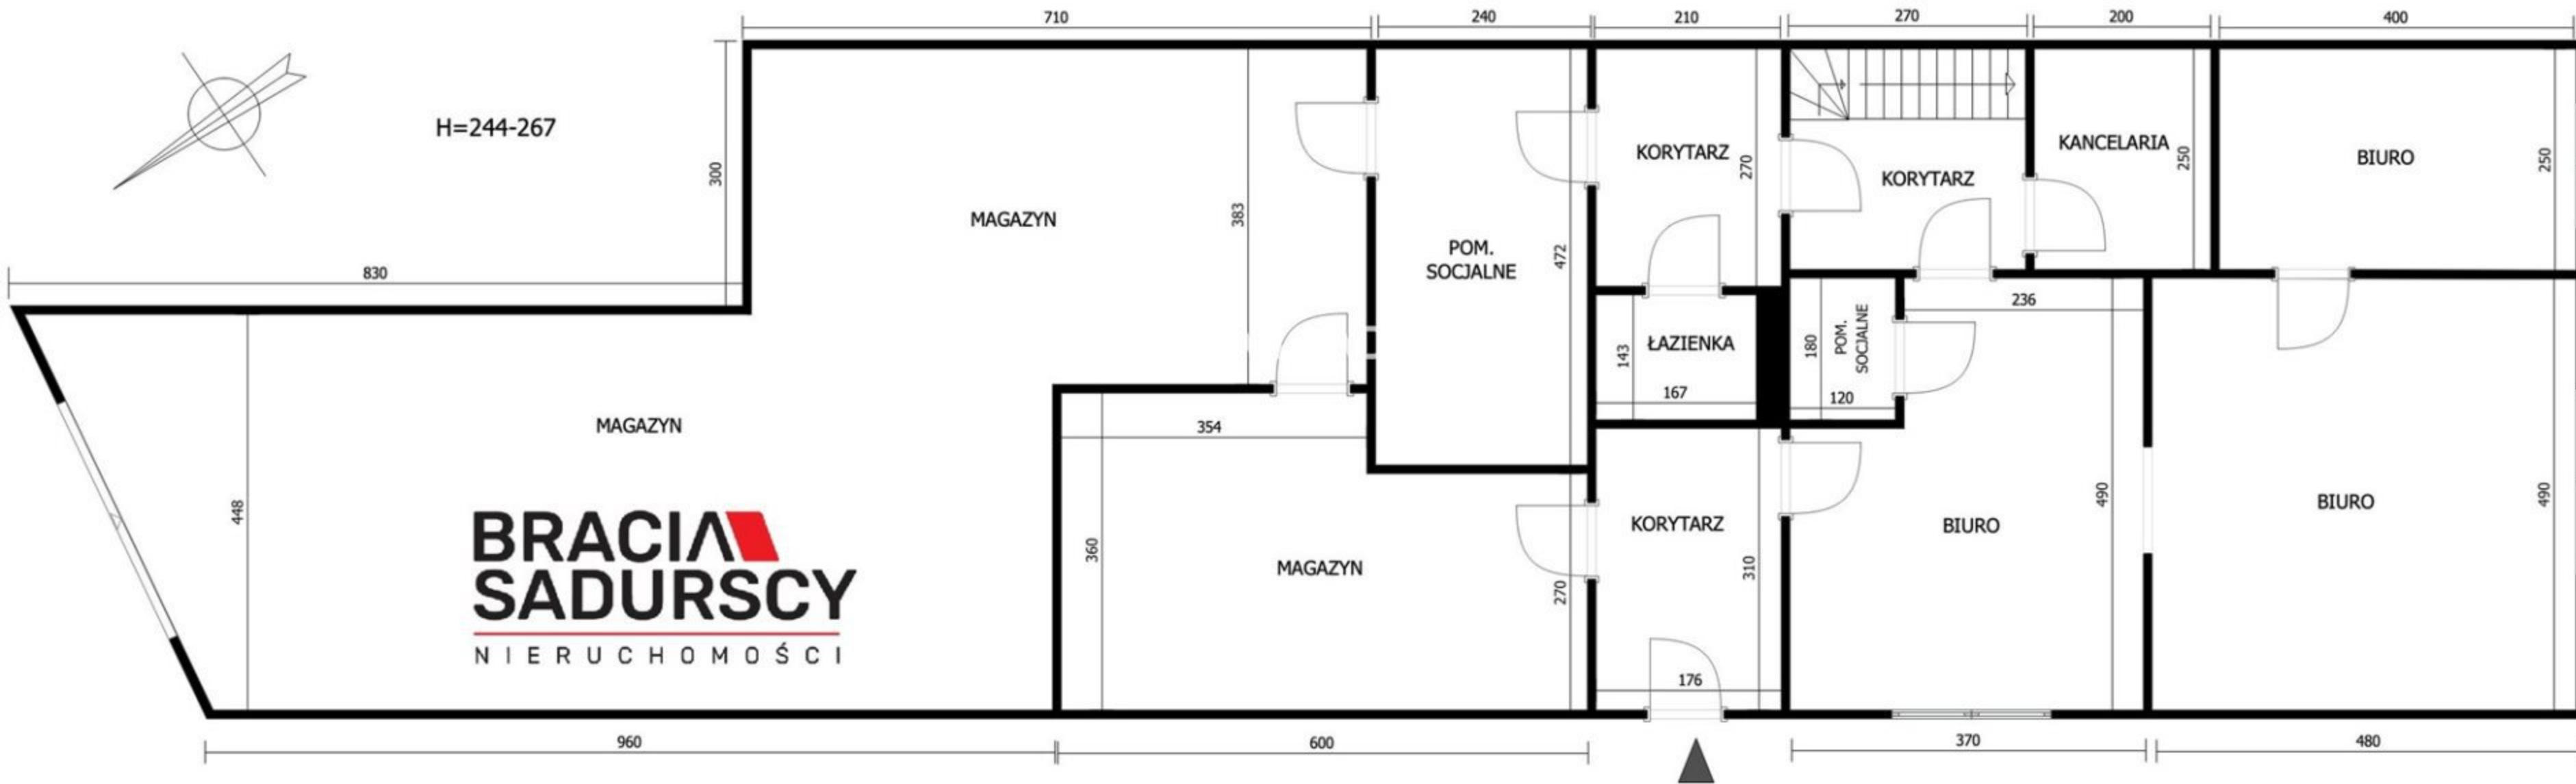 710
240
210
270
200
400
H=244-267
300
383
MAGAZYN
POM.
SOCJALNE
472
KORYTARZ
270
KORYTARZ
KANCELARIA
250
BIURO
250
830
236
143
ŁAZIENKA
167
180
POM.
SOCJALNE
120
MAGAZYN
448
354
360
MAGAZYN
270
KORYTARZ
310
176
BIURO
490
BIURO
490
BRACIA
SADURSCY
NIERUCHOMOŚCI
960
600
370
480